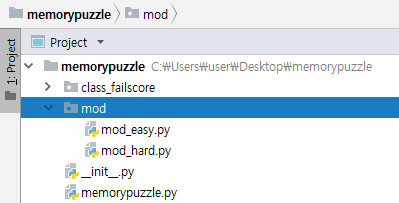 memorypuzzle mod
1: Project
Project
memorypuzzle C:₩Users₩user₩Desktop₩memorypuzzle
class_failscore
mod
mod_easy.py
mod_hard.py
__init__.py
memorypuzzle.py